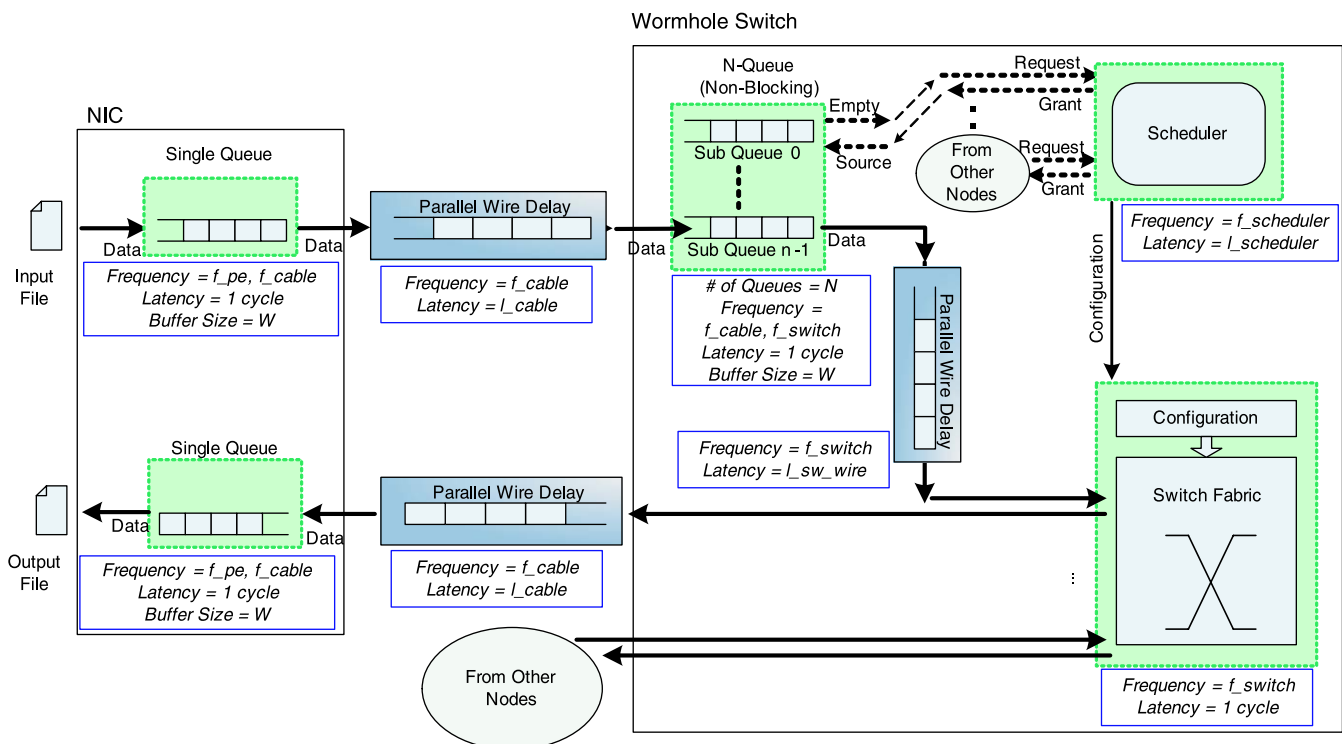 Wormhole Switch
NIC
Input
File
Data
Single Queue
Data
Frequency = f_pe, f_cable
Latency = 1 cycle
Buffer Size = W
Parallel Wire Delay
Frequency = f_cable
Latency = l_cable
Data
N-Queue
(Non-Blocking)
Sub Queue 0
Sub Queue n-1
# of Queues = N
Frequency =
f_cable, f_switch
Latency = 1 cycle
Buffer Size = W
Empty
Source
Request
Grant
From
Other
Nodes
Request
Grant
Scheduler
Frequency = f_scheduler
Latency = l_scheduler
Data
Parallel Wire Delay
Frequency = f_switch
Latency = l_sw_wire
Configuration
Configuration
Switch Fabric
...
Frequency = f_switch
Latency = 1 cycle
Parallel Wire Delay
Frequency = f_cable
Latency = l_cable
Data
Single Queue
Data
Frequency = f_pe, f_cable
Latency = 1 cycle
Buffer Size = W
Output
File
From Other
Nodes